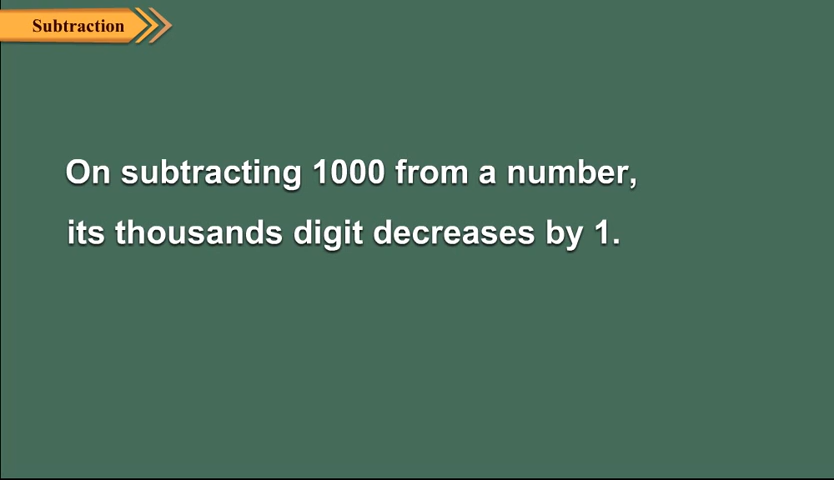 Subtraction
On subtracting 1000 from a number,
its thousands digit decreases by 1.